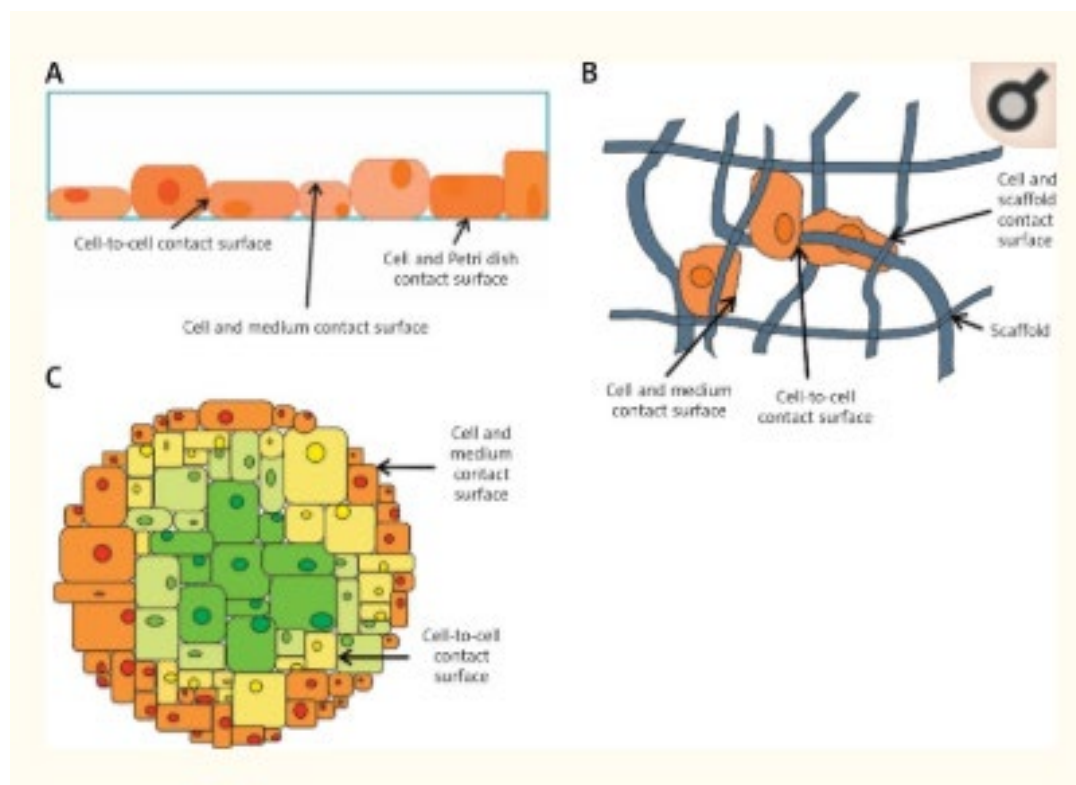 A
Cell-to-cell contact surface
Cell and Petri dish
contact surface
Cell and medium contact surface
B
Cell and
scaffold
contact
surface
Scaffold
Cell and medium
contact surface
Cell-to-cell
contact surface
C
Cell and
medium
contact
surface
Cell-to-cell
contact
surface